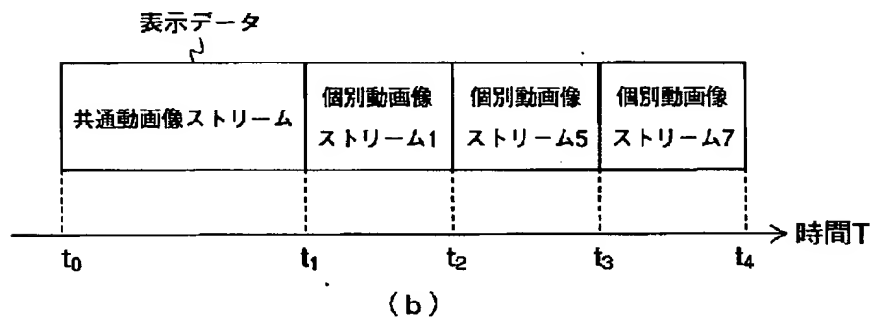 表示データ
共通動画像ストリーム
個別動画像
ストリーム1
個別動画像
ストリーム5
個別動画像
ストリーム7
時間T
t₀
t₁
t₂
t₃
t₄
(b)